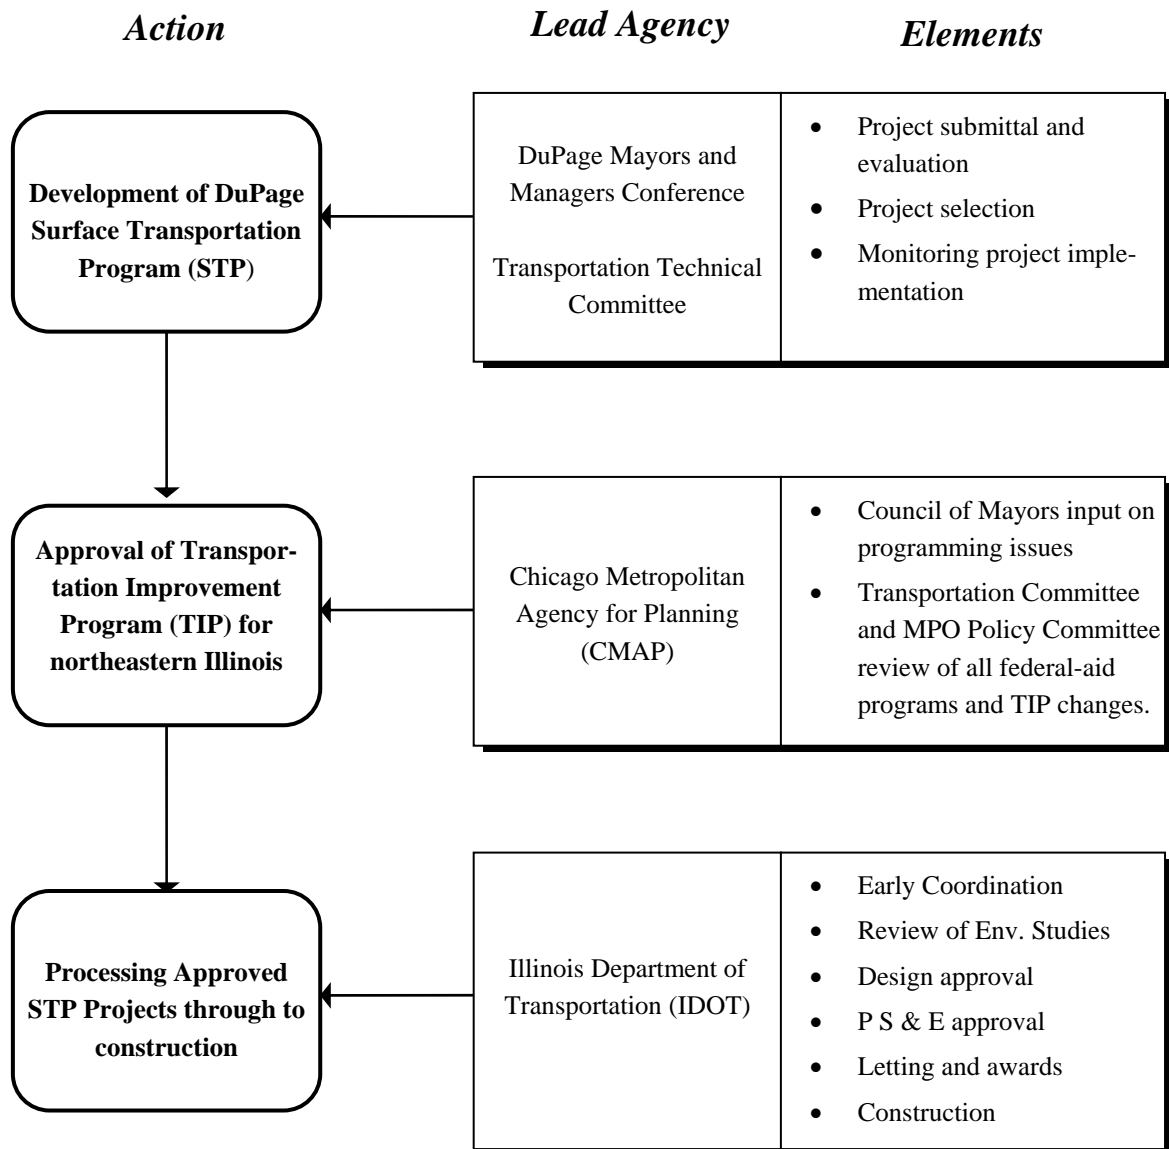 Action
Lead Agency
Elements
Development of DuPage
Surface Transportation
Program (STP)
DuPage Mayors and
Managers Conference
Transportation Technical
Committee
• Project submittal and
evaluation
• Project selection
• Monitoring project imple-
mentation
Approval of Transpor-
tation Improvement
Program (TIP) for
northeastern Illinois
Chicago Metropolitan
Agency for Planning
(CMAP)
• Council of Mayors input on
programming issues
• Transportation Committee
and MPO Policy Committee
review of all federal-aid
programs and TIP changes.
Processing Approved
STP Projects through to
construction
Illinois Department of
Transportation (IDOT)
• Early Coordination
• Review of Env. Studies
• Design approval
• P S & E approval
• Letting and awards
• Construction